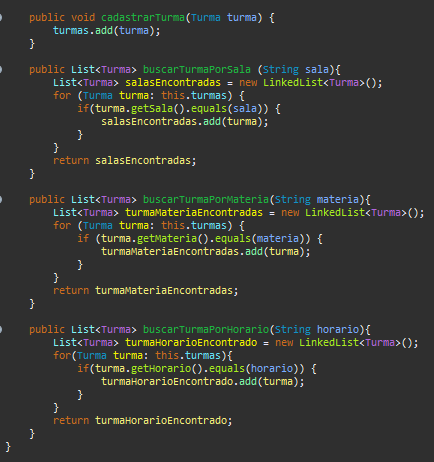 public void cadastrarTurma(Turma turma) {
turmas.add(turma);
}
public List<Turma> buscarTurmaPorSala (String sala){
List<Turma> salasEncontradas = new LinkedList<Turma>();
for (Turma turma: this.turmas) {
if(turma.getSala().equals(sala)) {
salasEncontradas.add(turma);
}
}
return salasEncontradas;
}
public List<Turma> buscarTurmaPorMateria(String materia){
List<Turma> turmaMateriaEncontradas = new LinkedList<Turma>();
for (Turma turma: this.turmas) {
if (turma.getMateria().equals(materia)) {
turmaMateriaEncontradas.add(turma);
}
}
return turmaMateriaEncontradas;
}
public List<Turma> buscarTurmaPorHorario(String horario){
List<Turma> turmaHorarioEncontrado = new LinkedList<Turma>();
for(Turma turma: this.turmas){
if(turma.getHorario().equals(horario)) {
turmaHorarioEncontrado.add(turma);
}
}
return turmaHorarioEncontrado;
}
}